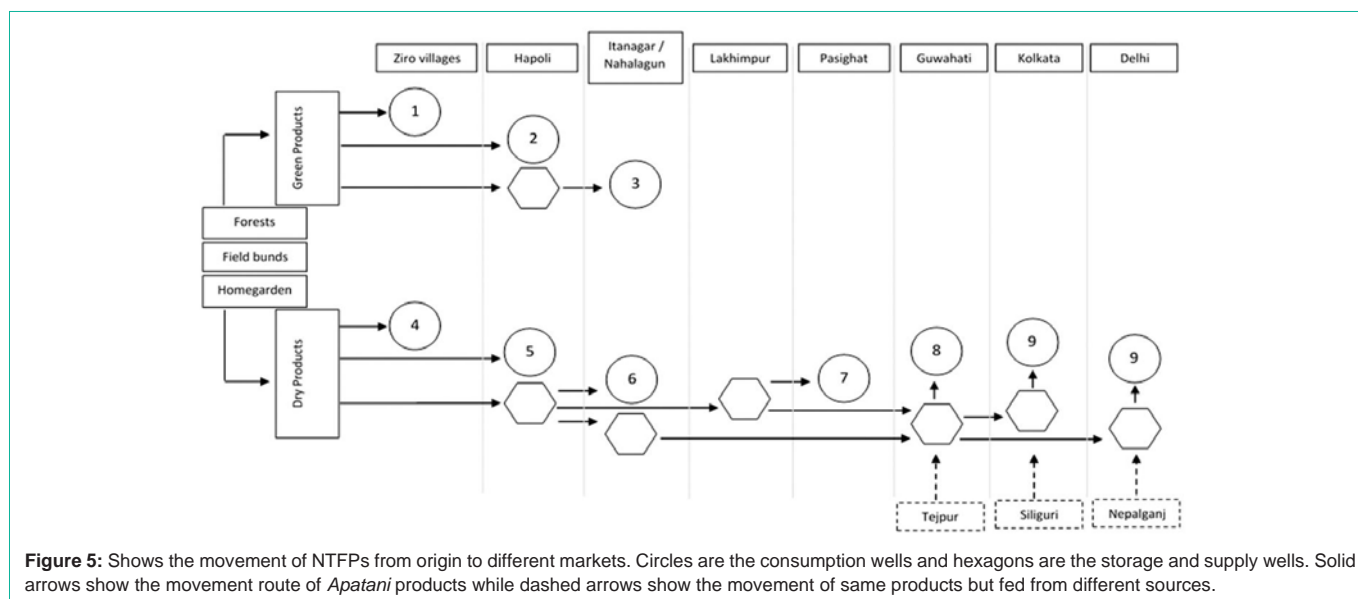 Itanagar /
Nahalagun
Ziro villages
Hapoli
Lakhimpur
Pasighat
Guwahati
Kolkata
Delhi
Green Products
1
2
3
Forests
Field bunds
Homegarden
Dry Products
4
5
6
7
8
9
9
Tejpur
Siliguri
Nepalganj
Figure 5: Shows the movement of NTFPs from origin to different markets. Circles are the consumption wells and hexagons are the storage and supply wells. Solid
arrows show the movement route of Apatani products while dashed arrows show the movement of same products but fed from different sources.